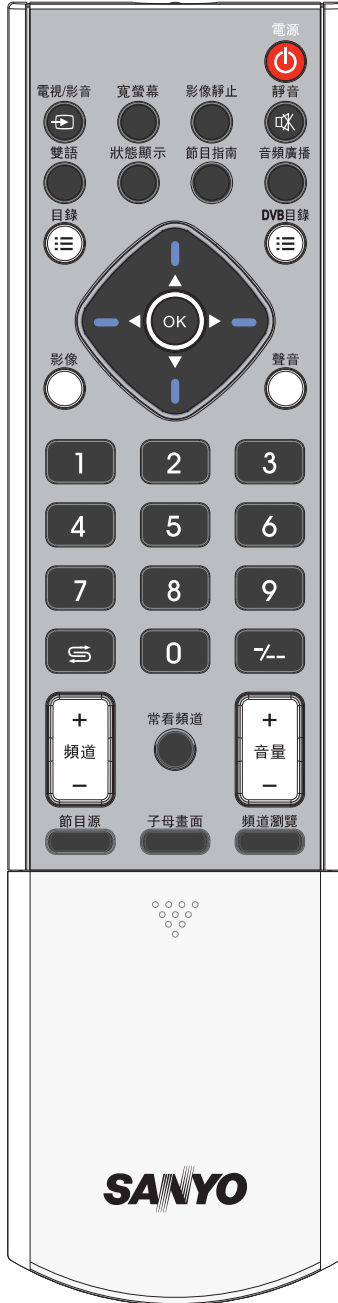 電源
電視/影音 寬螢幕 影像靜止 靜音
雙語 狀態顯示 節目指南 音頻廣播
目錄 DVB目錄
OK
影像 聲音
1 2 3
4 5 6
7 8 9
0 -/--
+ 常看頻道 +
頻道 音量
− −
節目源 子母畫面 頻道瀏覽
SANYO